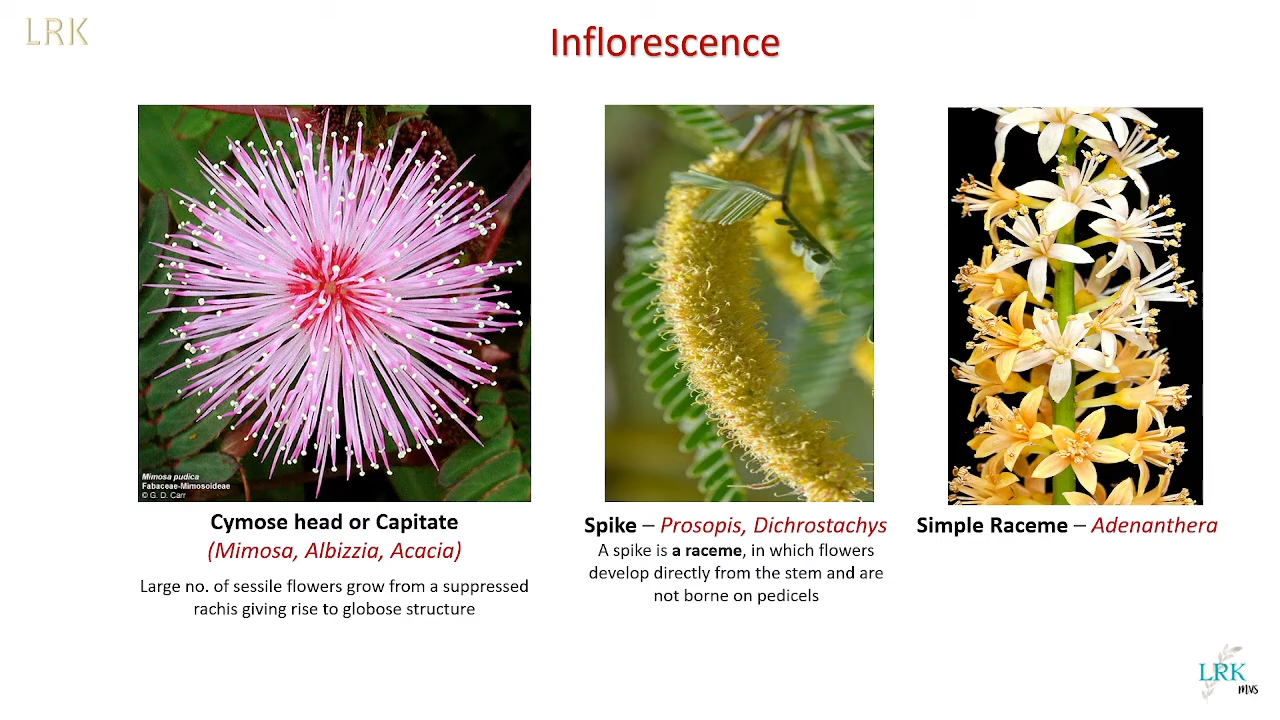 LRK
Inflorescence
Mimosa pudica
Fabaceae-Mimosoideae
© G. D. Carr
Cymose head or Capitate
(Mimosa, Albizzia, Acacia)
Large no. of sessile flowers grow from a suppressed
rachis giving rise to globose structure
Spike – Prosopis, Dichrostachys
A spike is a raceme, in which flowers
develop directly from the stem and are
not borne on pedicels
Simple Raceme – Adenanthera
LRK
MVS